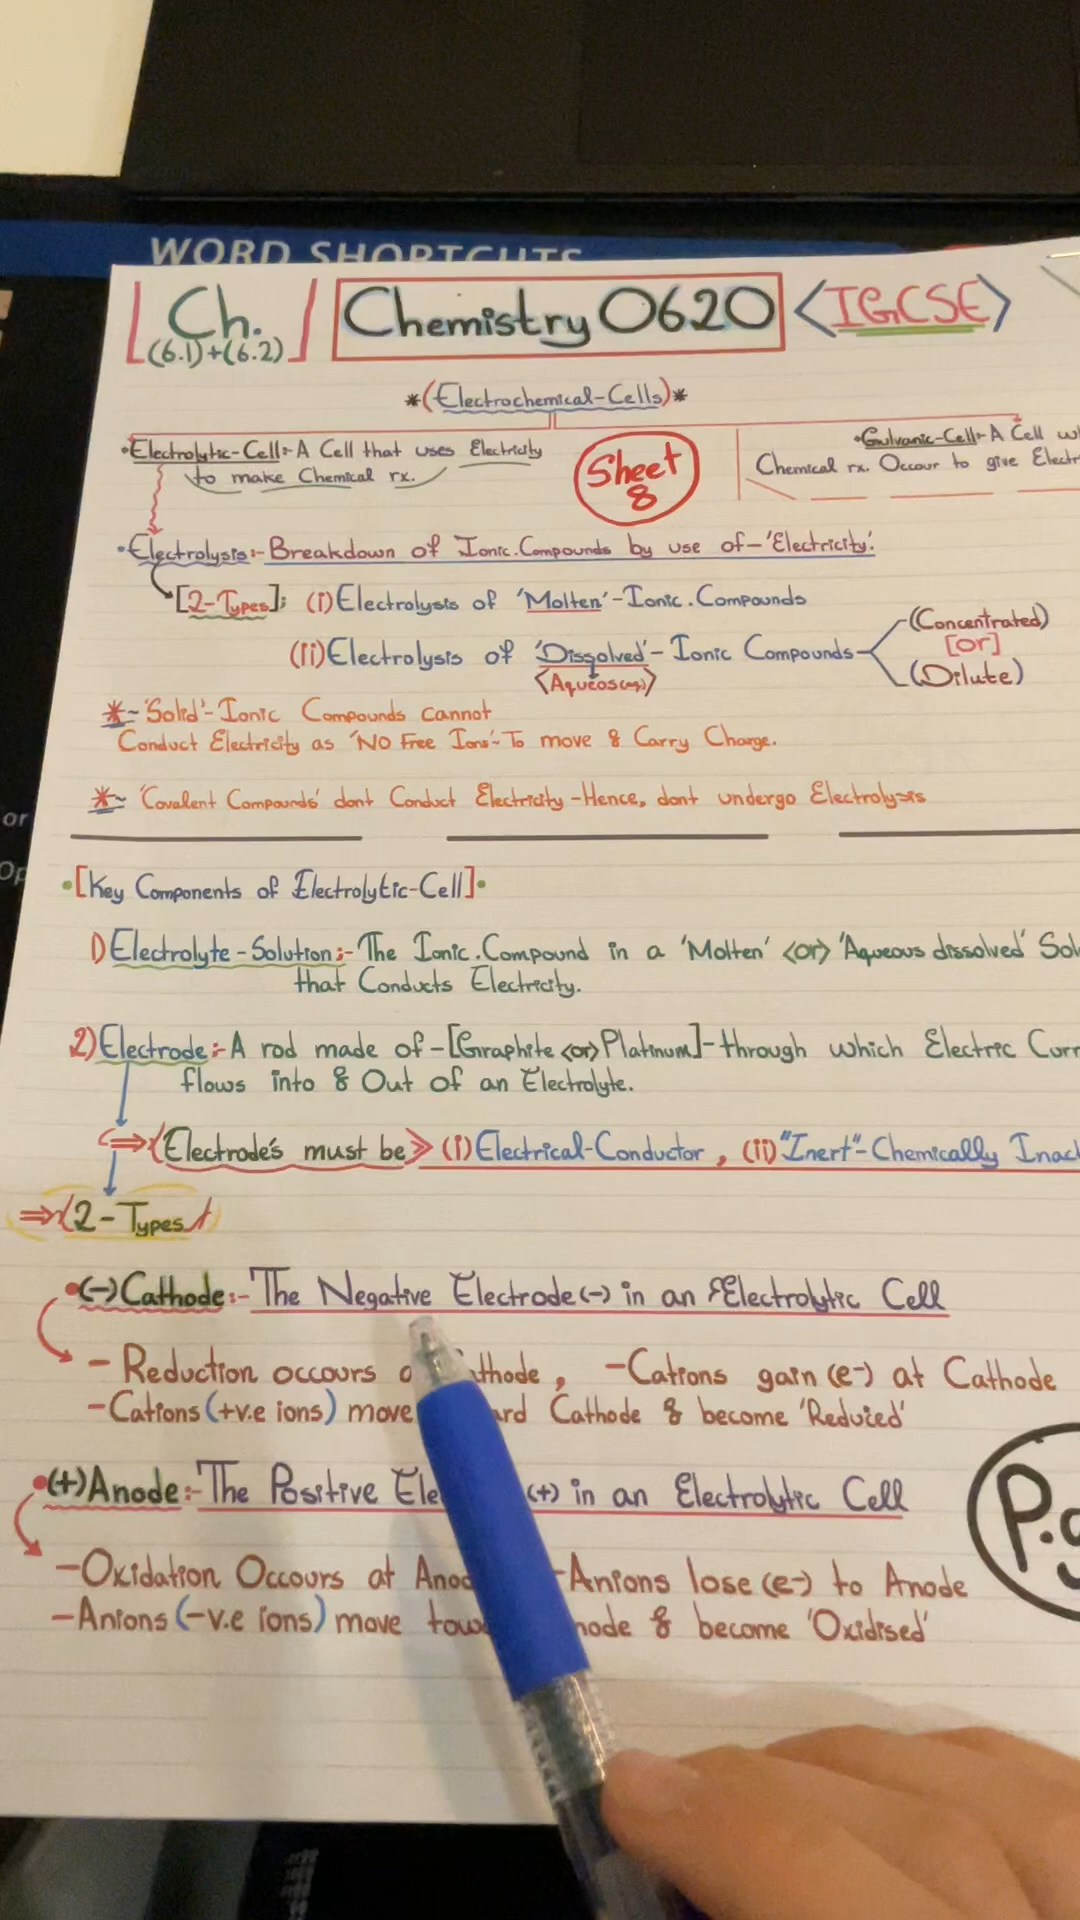 WORD SHORTCUTS
Ch.
(6.1)+(6.2)
Chemistry 0620
<IGCSE>
*(Electrochemical-Cells)*
•Electrolytic-Cell:-A Cell that uses Electricity
to make Chemical rx.
Sheet
8
•Galvanic-Cell:-A Cell
Chemical rx. Occour to give
•Electrolysis:-Breakdown of Ionic.Compounds by use of-'Electricity'.
[2-Types]: (i)Electrolysis of 'Molten'-Ionic.Compounds
(ii)Electrolysis of 'Dissolved'-Ionic Compounds
<Aqueos(aq)>
(Concentrated)
[or]
(Dilute)
*~'Solid'-Ionic Compounds cannot
Conduct Electricity as 'NO Free Ions'-To move & Carry Charge.
*~ 'Covalent Compounds' dont Conduct Electricity-Hence, dont undergo Electrolysis
or
•[Key Components of Electrolytic-Cell]•
1)Electrolyte-Solution:-The Ionic.Compound in a 'Molten' <or> 'Aqueous dissolved'
that Conducts Electricity.
2)Electrode:-A rod made of-[Graphite <or> Platinum]-through which Electric
flows into & Out of an Electrolyte.
⇒(Electrode's must be> (i)Electrical-Conductor, (ii)"Inert"-Chemically
⇒(2-Types)
•(-)Cathode:-The Negative Electrode(-) in an Electrolytic Cell
-Reduction occours
-Cations gain (e-) at Cathode
-Cations (+v.e ions) move Cathode & become 'Reduced'
•(+)Anode:-The Positive (+) in an Electrolytic Cell
-Oxidation Occours at
-Anions lose (e-) to Anode
-Anions (-v.e ions) move & become 'Oxidised'